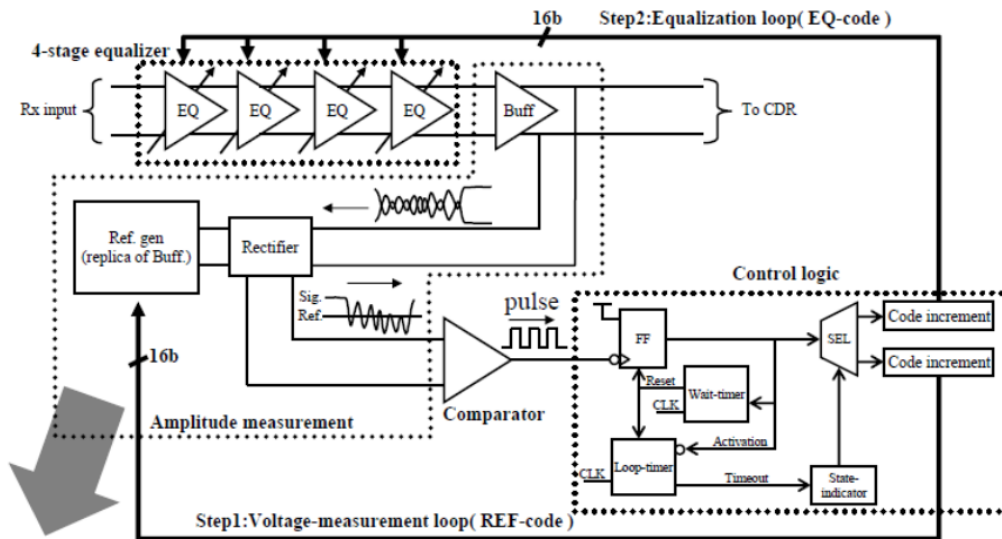 16b
Step2:Equalization loop( EQ-code )
4-stage equalizer
Rx input
EQ
EQ
EQ
EQ
Buff
To CDR
Ref. gen
(replica of Buff.)
Rectifier
Sig.
Ref.
pulse
Control logic
FF
SEL
Code increment
Code increment
16b
Reset
CLK
Wait-timer
Amplitude measurement
Comparator
Activation
CLK
Loop-timer
Timeout
State-
indicator
Step1:Voltage-measurement loop( REF-code )